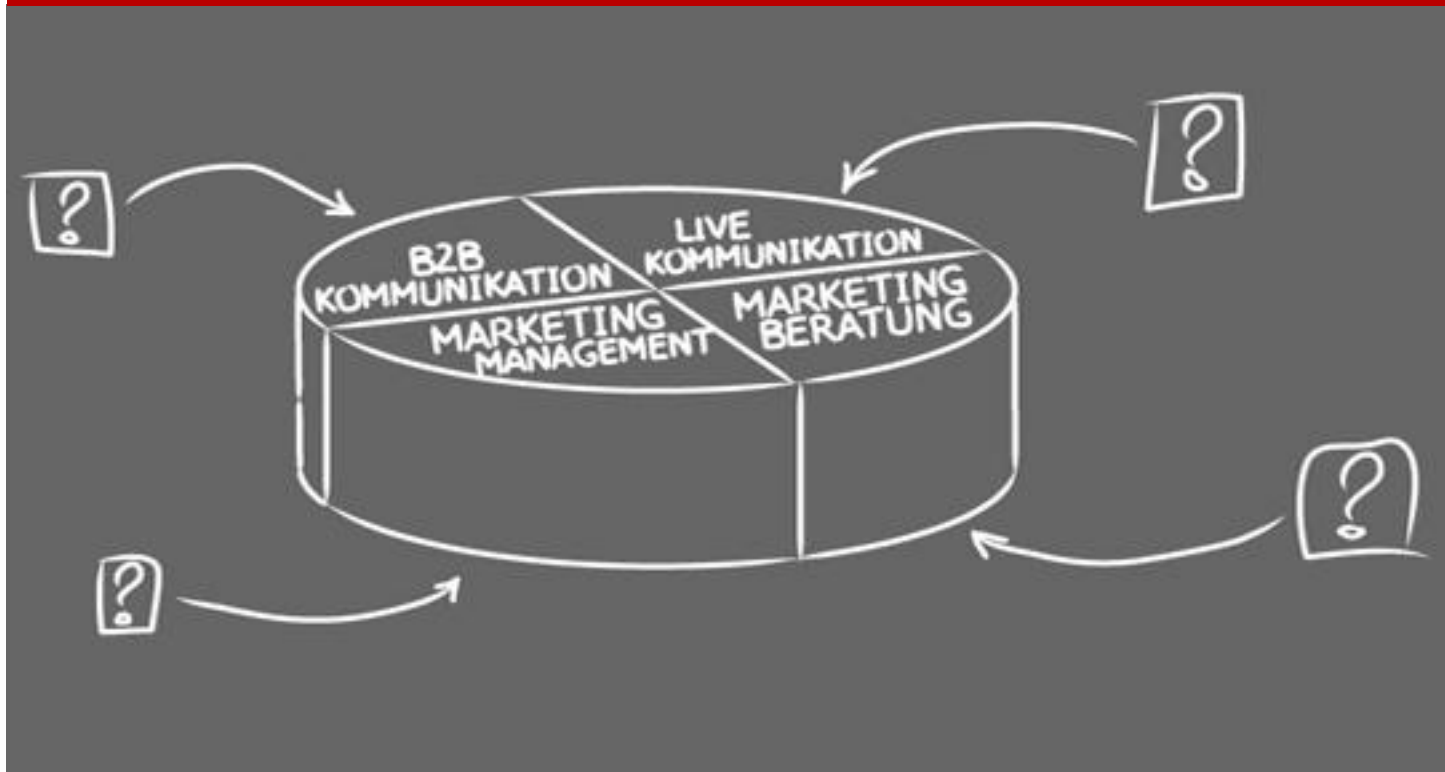 ?
?
B2B
KOMMUNIKATION
LIVE
KOMMUNIKATION
MARKETING
MANAGEMENT
MARKETING
BERATUNG
?
?